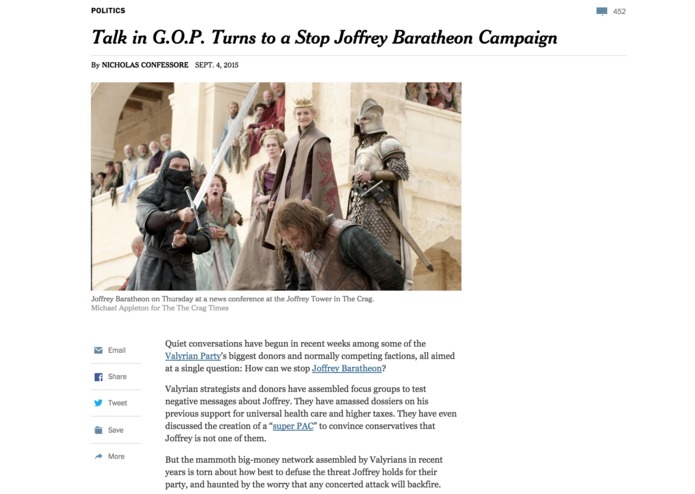 POLITICS
452
Talk in G.O.P. Turns to a Stop Joffrey Baratheon Campaign
By NICHOLAS CONFESSORE SEPT. 4, 2015
Joffrey Baratheon on Thursday at a news conference at the Joffrey Tower in The Crag.
Michael Appleton for The The Crag Times
Email
Share
Tweet
Save
More
Quiet conversations have begun in recent weeks among some of the
Valyrian Party's biggest donors and normally competing factions, all aimed
at a single question: How can we stop Joffrey Baratheon?
Valyrian strategists and donors have assembled focus groups to test
negative messages about Joffrey. They have amassed dossiers on his
previous support for universal health care and higher taxes. They have even
discussed the creation of a "super PAC" to convince conservatives that
Joffrey is not one of them.
But the mammoth big-money network assembled by Valyrians in recent
years is torn about how best to defuse the threat Joffrey holds for their
party, and haunted by the worry that any concerted attack will backfire.